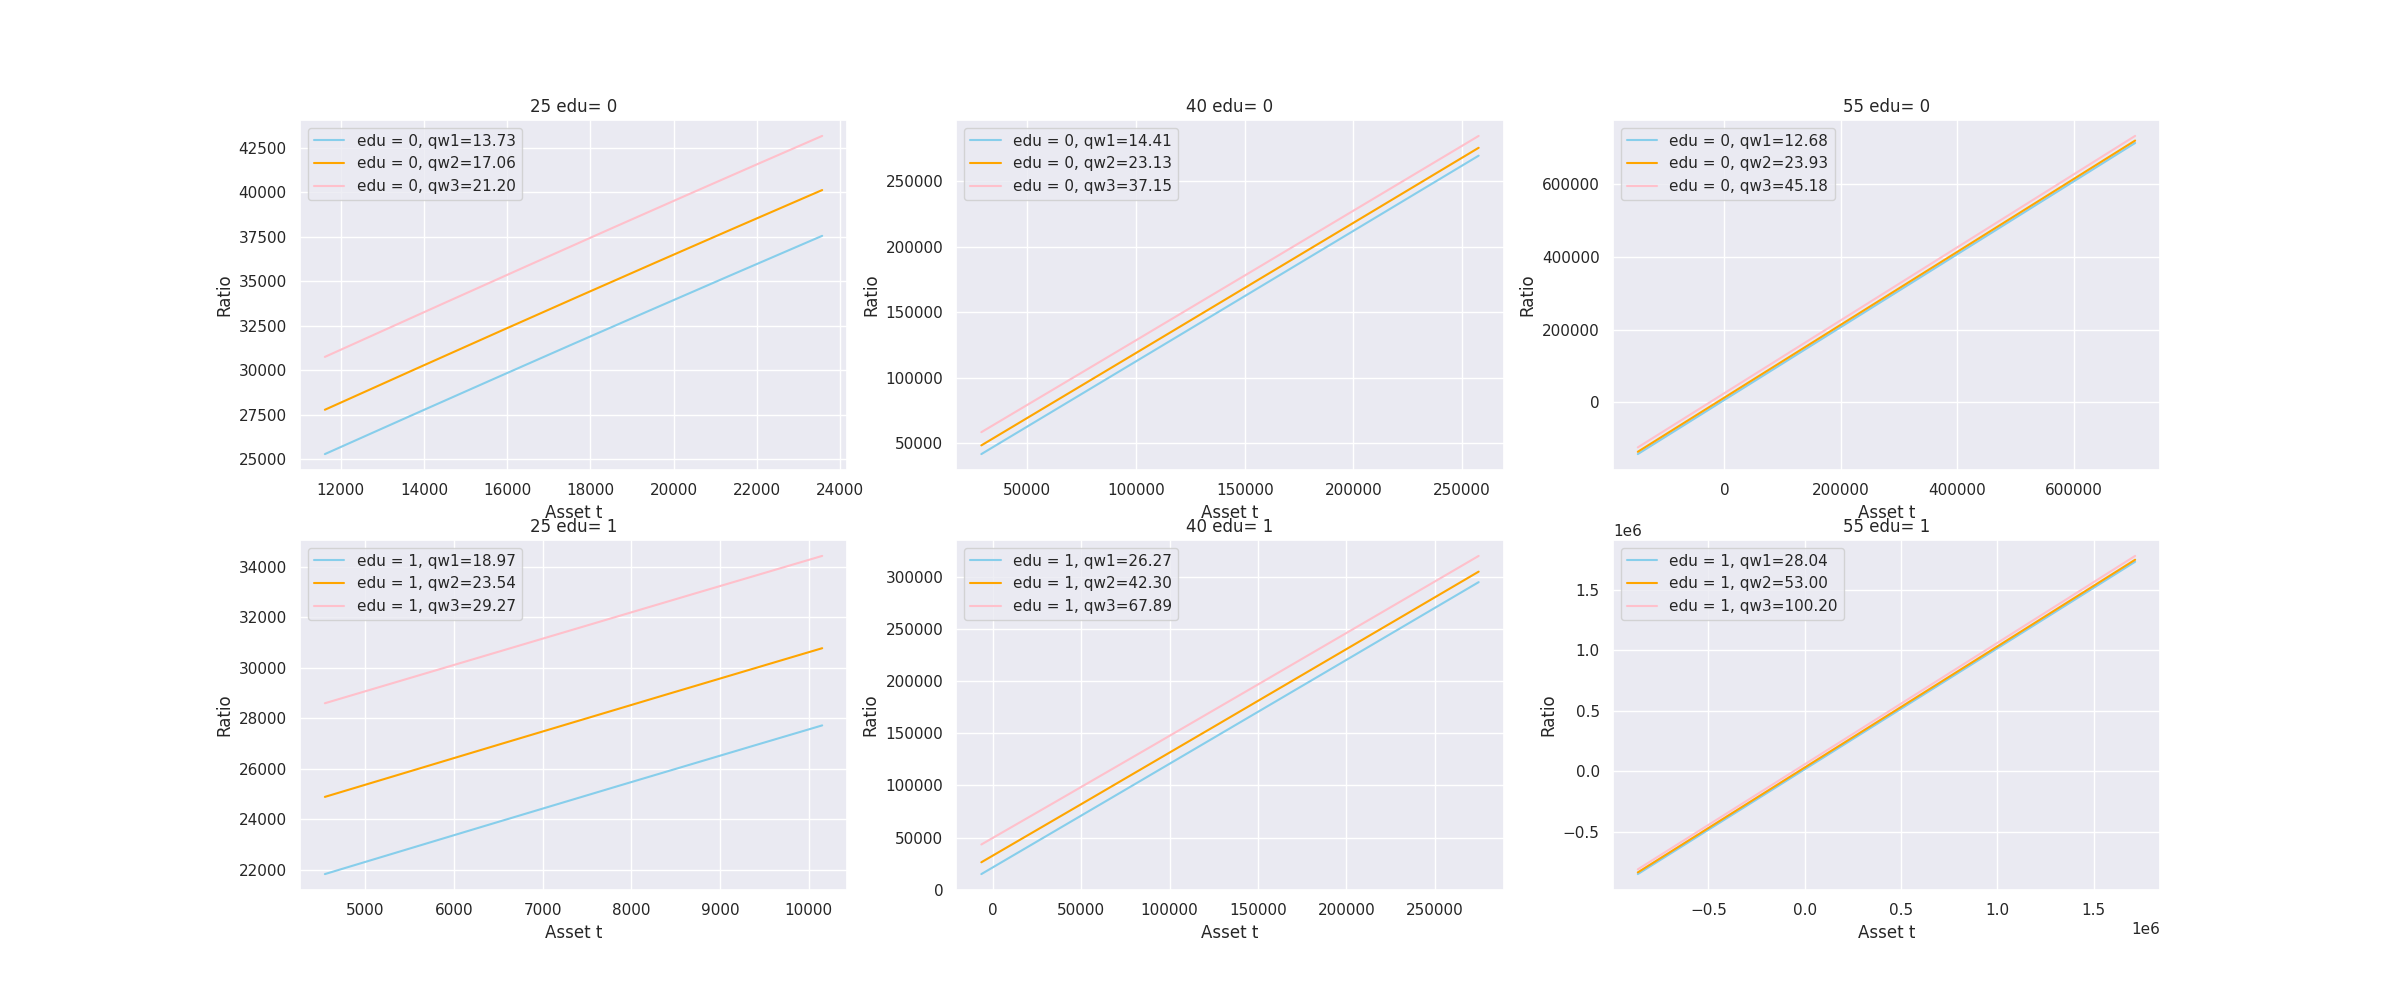 25 edu= 0
edu = 0, qw1=13.73
edu = 0, qw2=17.06
edu = 0, qw3=21.20
42500
40000
37500
35000
32500
30000
27500
25000
Ratio
12000 14000 16000 18000 20000 22000 24000
Asset t
40 edu= 0
edu = 0, qw1=14.41
edu = 0, qw2=23.13
edu = 0, qw3=37.15
250000
200000
150000
100000
50000
Ratio
50000 100000 150000 200000 250000
Asset t
55 edu= 0
edu = 0, qw1=12.68
edu = 0, qw2=23.93
edu = 0, qw3=45.18
600000
400000
200000
0
Ratio
0 200000 400000 600000
Asset t
25 edu= 1
edu = 1, qw1=18.97
edu = 1, qw2=23.54
edu = 1, qw3=29.27
34000
32000
30000
28000
26000
24000
22000
Ratio
5000 6000 7000 8000 9000 10000
Asset t
40 edu= 1
edu = 1, qw1=26.27
edu = 1, qw2=42.30
edu = 1, qw3=67.89
300000
250000
200000
150000
100000
50000
0
Ratio
0 50000 100000 150000 200000 250000
Asset t
55 edu= 1
1e6
edu = 1, qw1=28.04
edu = 1, qw2=53.00
edu = 1, qw3=100.20
1.5
1.0
0.5
0.0
−0.5
Ratio
−0.5 0.0 0.5 1.0 1.5
Asset t
1e6